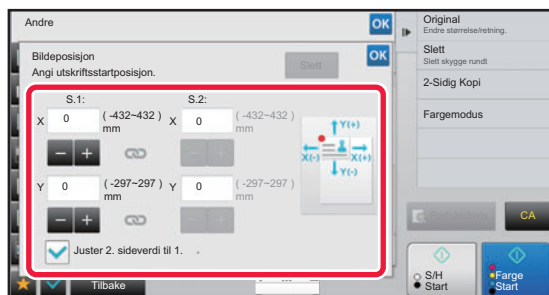 Andre
OK
Bildeposisjon
Angi utskriftsstartposisjon.
Slett
OK
S.1:
S.2:
X 0 ( -432~432 ) mm
X 0 ( -432~432 ) mm
− +
− +
Y 0 ( -297~297 ) mm
Y 0 ( -297~297 ) mm
− +
− +
Y(+)
X(-) X(+)
Y(-)
Juster 2. sideverdi til 1.
Tilbake
Original
Endre størrelse/retning.
Slett
Slett skygge rundt
2-Sidig Kopi
Fargemodus
CA
S/H
Start
Farge
Start